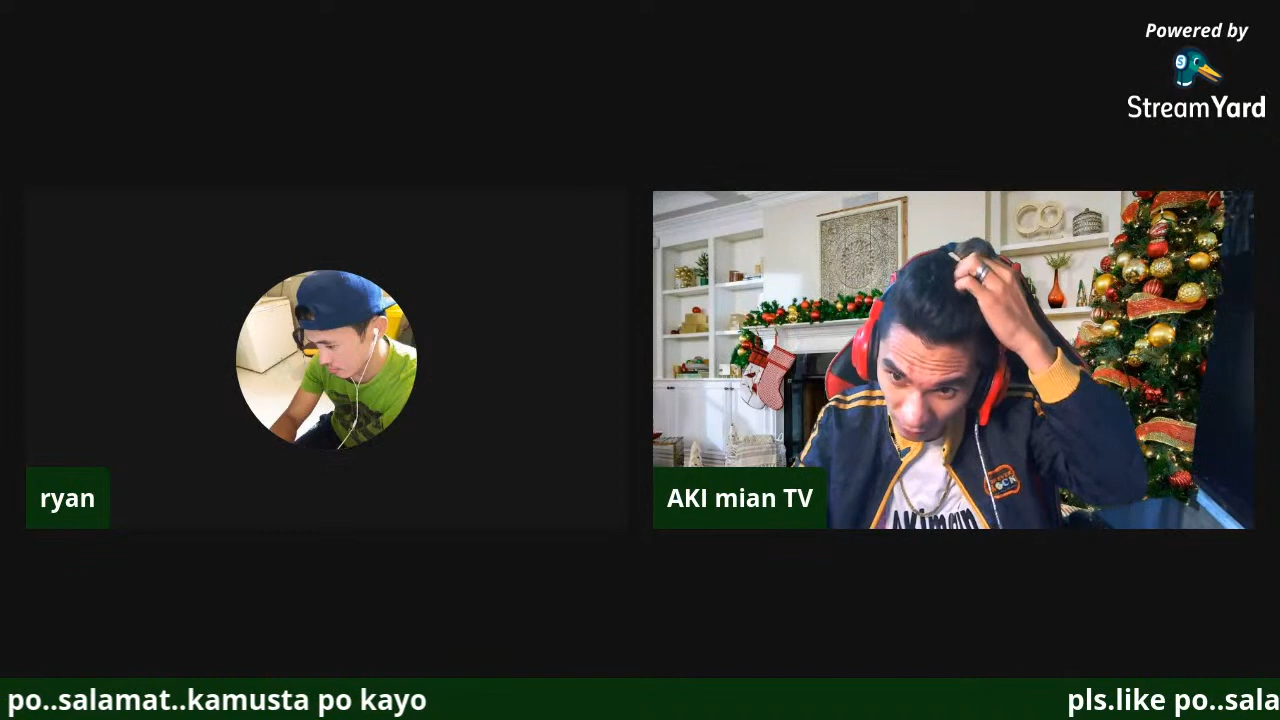 Powered by
StreamYard
ryan
AKI mian TV
po..salamat..kamusta po kayo
pls.like po..sala